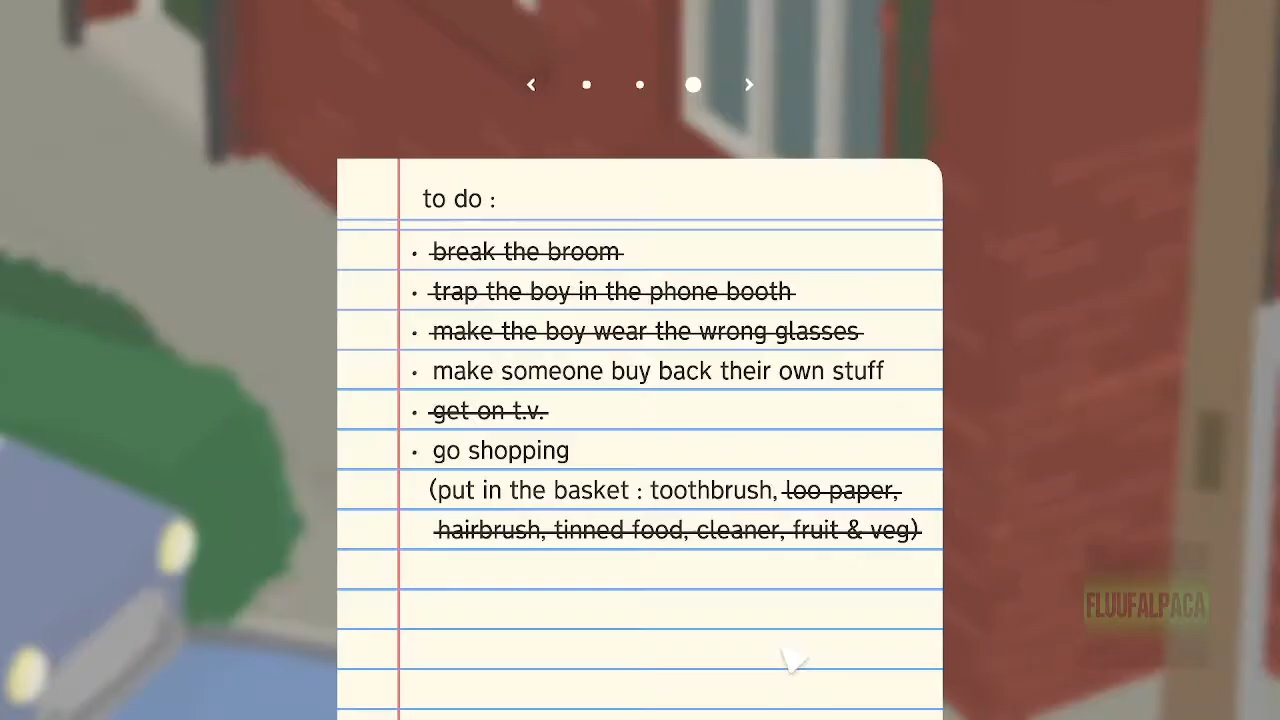 to do :
· break the broom
· trap the boy in the phone booth
· make the boy wear the wrong glasses
· make someone buy back their own stuff
· get on t.v.
· go shopping
(put in the basket : toothbrush, loo paper,
hairbrush, tinned food, cleaner, fruit & veg)
FLUUFALPACA